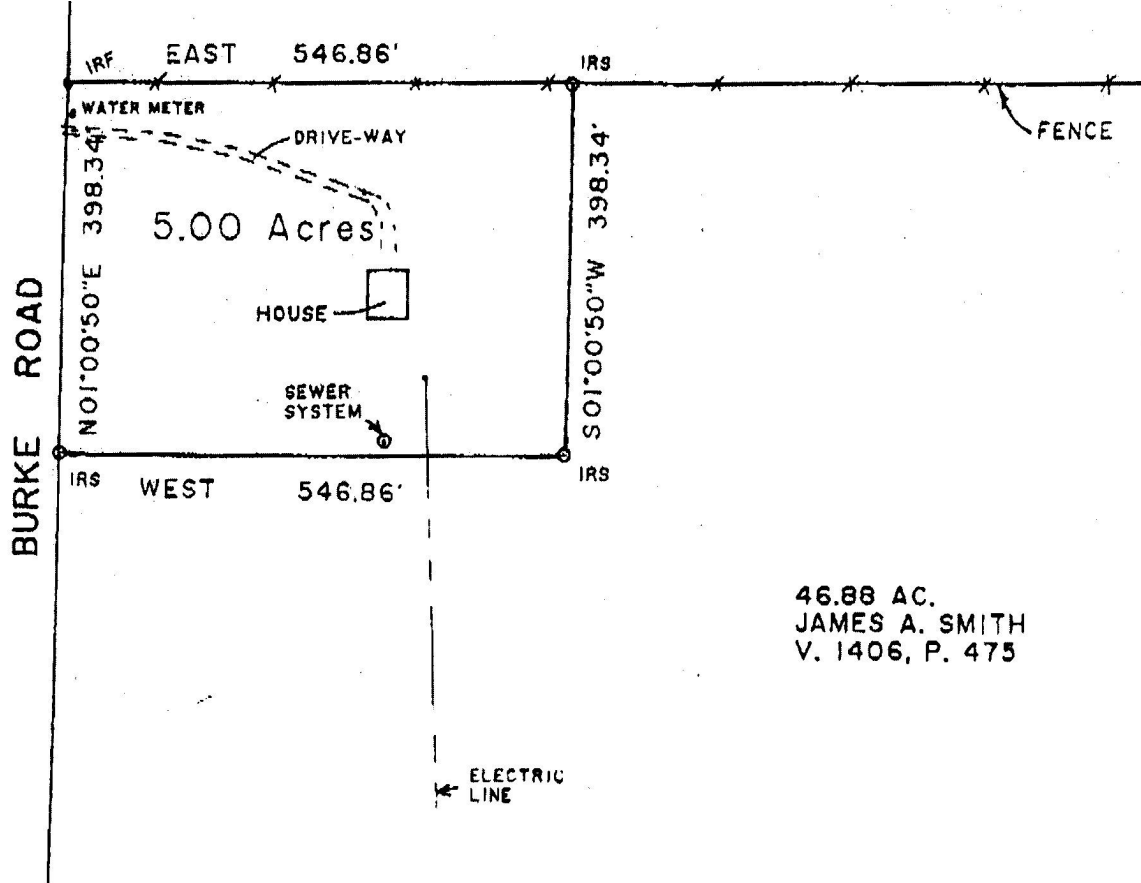 IRF
EAST 546.86'
IRS
WATER METER
DRIVE-WAY
FENCE
5.00 Acres
N01°00'50"E 398.34'
S01°00'50"W 398.34'
HOUSE
BURKE ROAD
SEWER
SYSTEM
IRS
WEST 546.86'
IRS
46.88 AC.
JAMES A. SMITH
V. 1406, P. 475
ELECTRIC
LINE